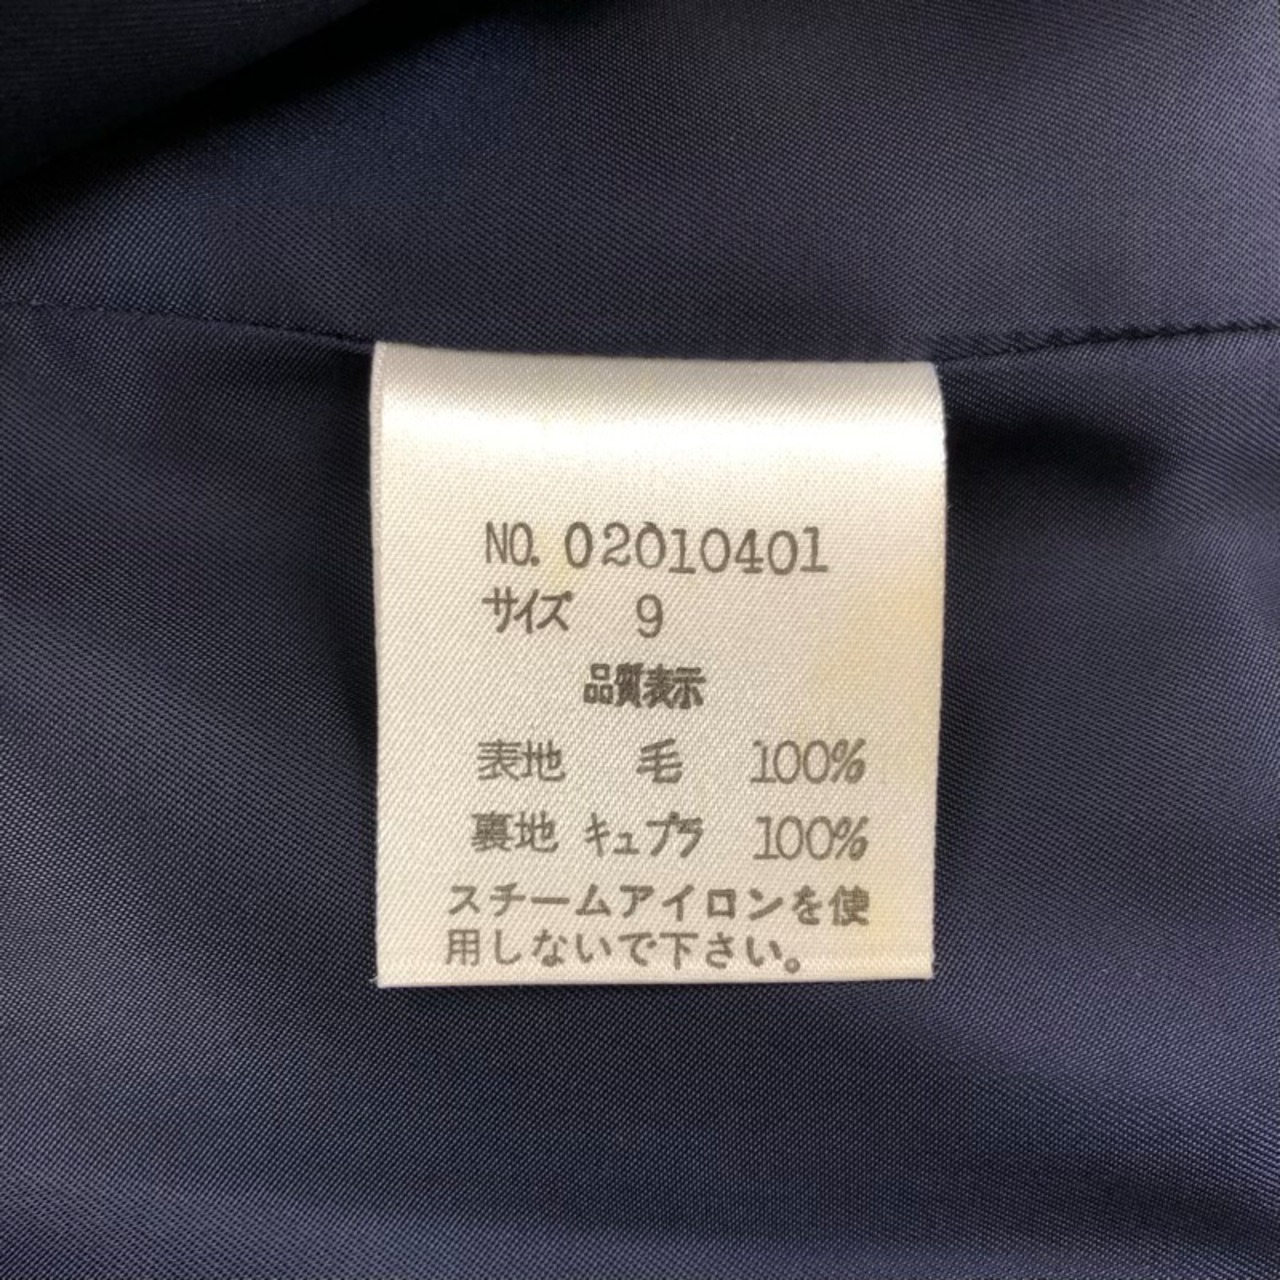 NO. 02010401
サイズ 9
品質表示
表地 毛 100%
裏地 キュプラ 100%
スチームアイロンを使
用しないで下さい。